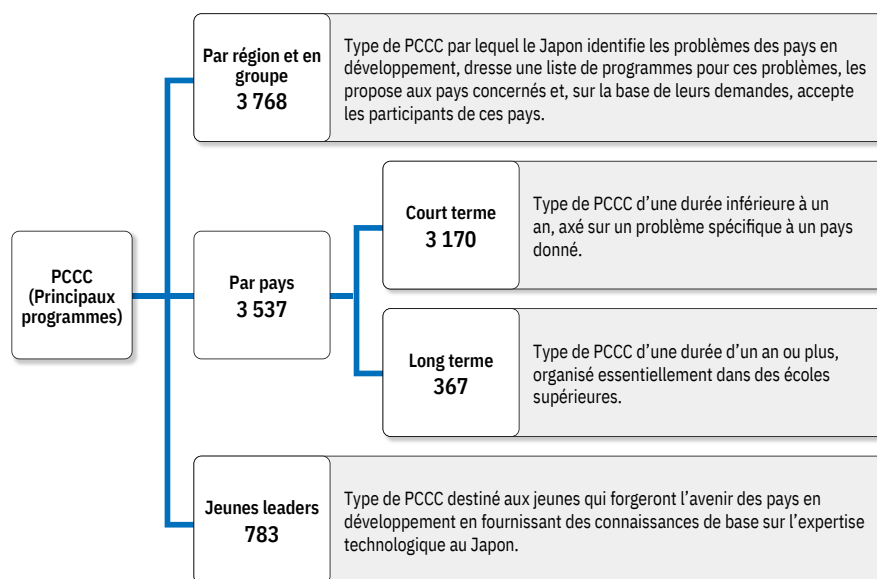 Par région et en
groupe
3 768
Type de PCCC par lequel le Japon identifie les problèmes des pays en
développement, dresse une liste de programmes pour ces problèmes, les
propose aux pays concernés et, sur la base de leurs demandes, accepte
les participants de ces pays.
PCCC
(Principaux
programmes)
Par pays
3 537
Court terme
3 170
Type de PCCC d’une durée inférieure à un
an, axé sur un problème spécifique à un pays
donné.
Long terme
367
Type de PCCC d’une durée d’un an ou plus,
organisé essentiellement dans des écoles
supérieures.
Jeunes leaders
783
Type de PCCC destiné aux jeunes qui forgeront l’avenir des pays en
développement en fournissant des connaissances de base sur l’expertise
technologique au Japon.